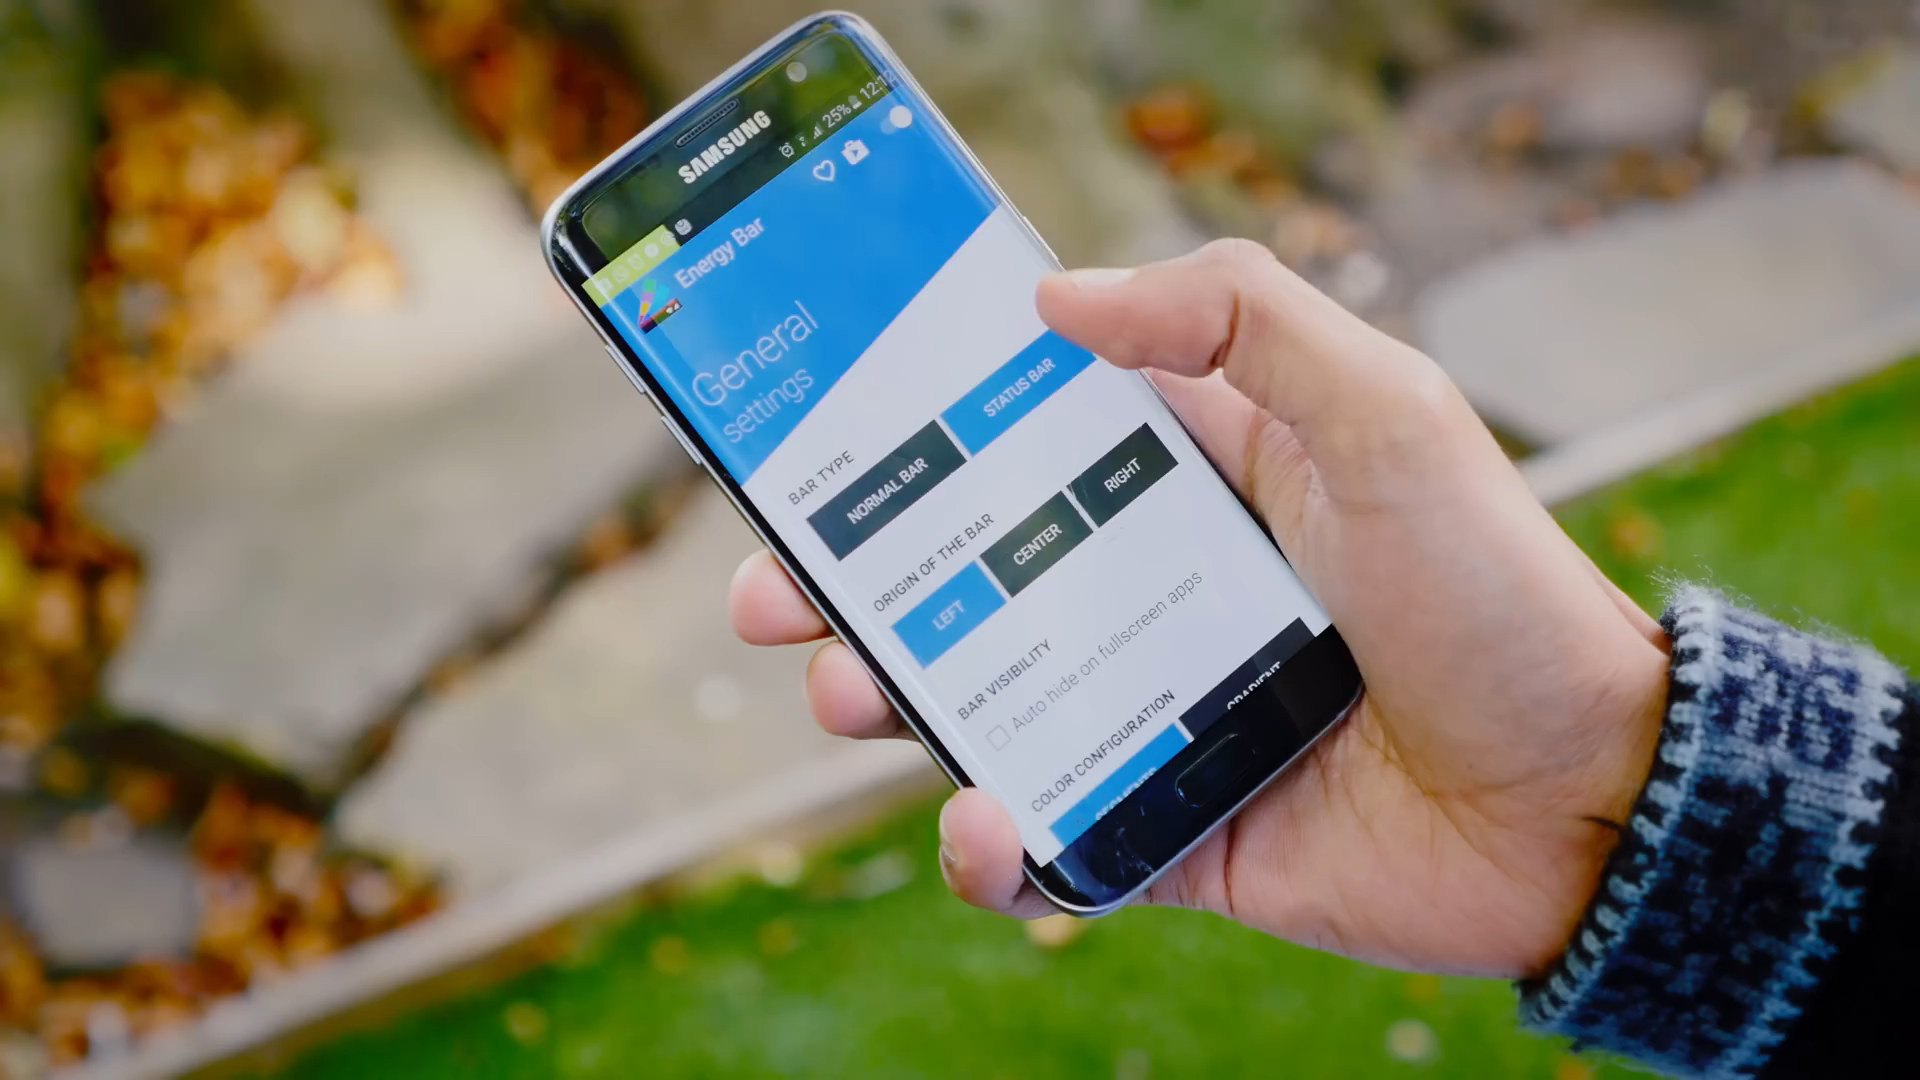 SAMSUNG
25% 12:12
Energy Bar
General
settings
BAR TYPE
NORMAL BAR STATUS BAR
ORIGIN OF THE BAR
LEFT CENTER RIGHT
BAR VISIBILITY
Auto hide on fullscreen apps
COLOR CONFIGURATION
SEGMENTS GRADIENT